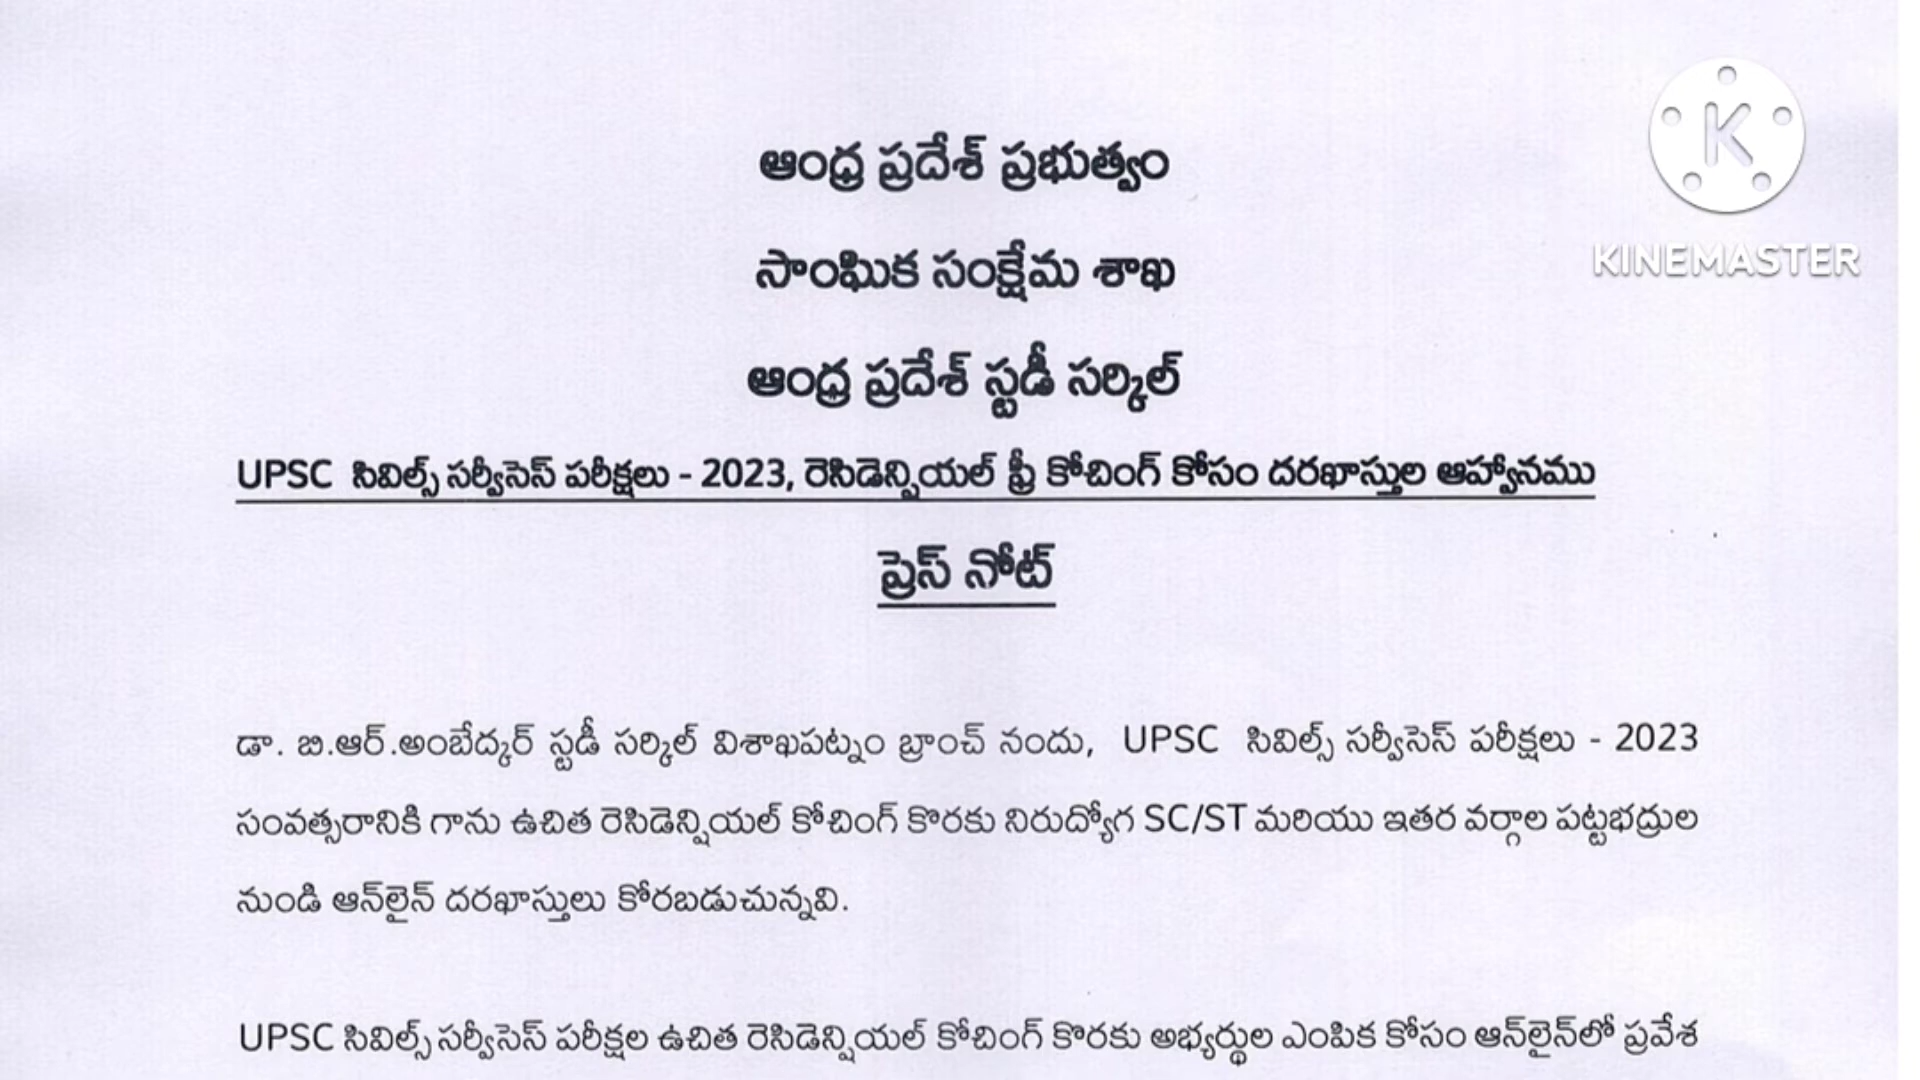 ఆంధ్ర ప్రదేశ్ ప్రభుత్వం
సాంఘిక సంక్షేమ శాఖ
ఆంధ్ర ప్రదేశ్ స్టడీ సర్కిల్
UPSC సివిల్స్ సర్వీసెస్ పరీక్షలు - 2023, రెసిడెన్షియల్ ఫ్రీ కోచింగ్ కోసం దరఖాస్తుల ఆహ్వానము
ప్రెస్ నోట్
డా. బి.ఆర్.అంబేద్కర్ స్టడీ సర్కిల్ విశాఖపట్నం బ్రాంచ్ నందు, UPSC సివిల్స్ సర్వీసెస్ పరీక్షలు - 2023
సంవత్సరానికి గాను ఉచిత రెసిడెన్షియల్ కోచింగ్ కొరకు నిరుద్యోగ SC/ST మరియు ఇతర వర్గాల పట్టభద్రుల
నుండి ఆన్‌లైన్ దరఖాస్తులు కోరబడుచున్నవి.
UPSC సివిల్స్ సర్వీసెస్ పరీక్షల ఉచిత రెసిడెన్షియల్ కోచింగ్ కొరకు అభ్యర్థుల ఎంపిక కోసం ఆన్‌లైన్‌లో ప్రవేశ
K
KINEMASTER